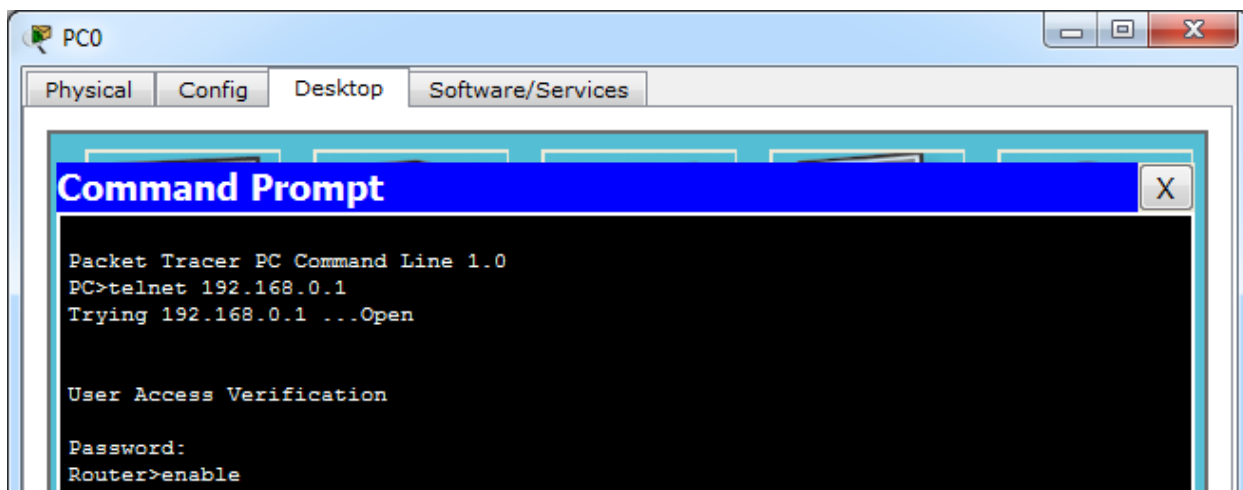 PC0
Physical Config Desktop Software/Services
Command Prompt X
Packet Tracer PC Command Line 1.0
PC>telnet 192.168.0.1
Trying 192.168.0.1 ...Open
User Access Verification
Password:
Router>enable